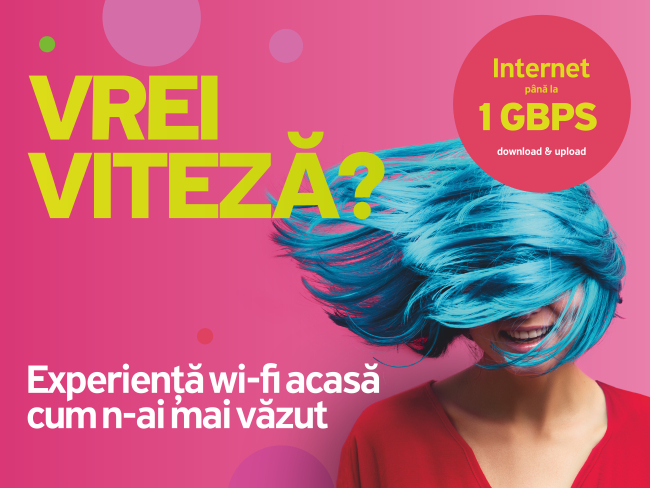 VREI
VITEZĂ?
Internet
până la
1 GBPS
download & upload
Experiență wi-fi acasă
cum n-ai mai văzut